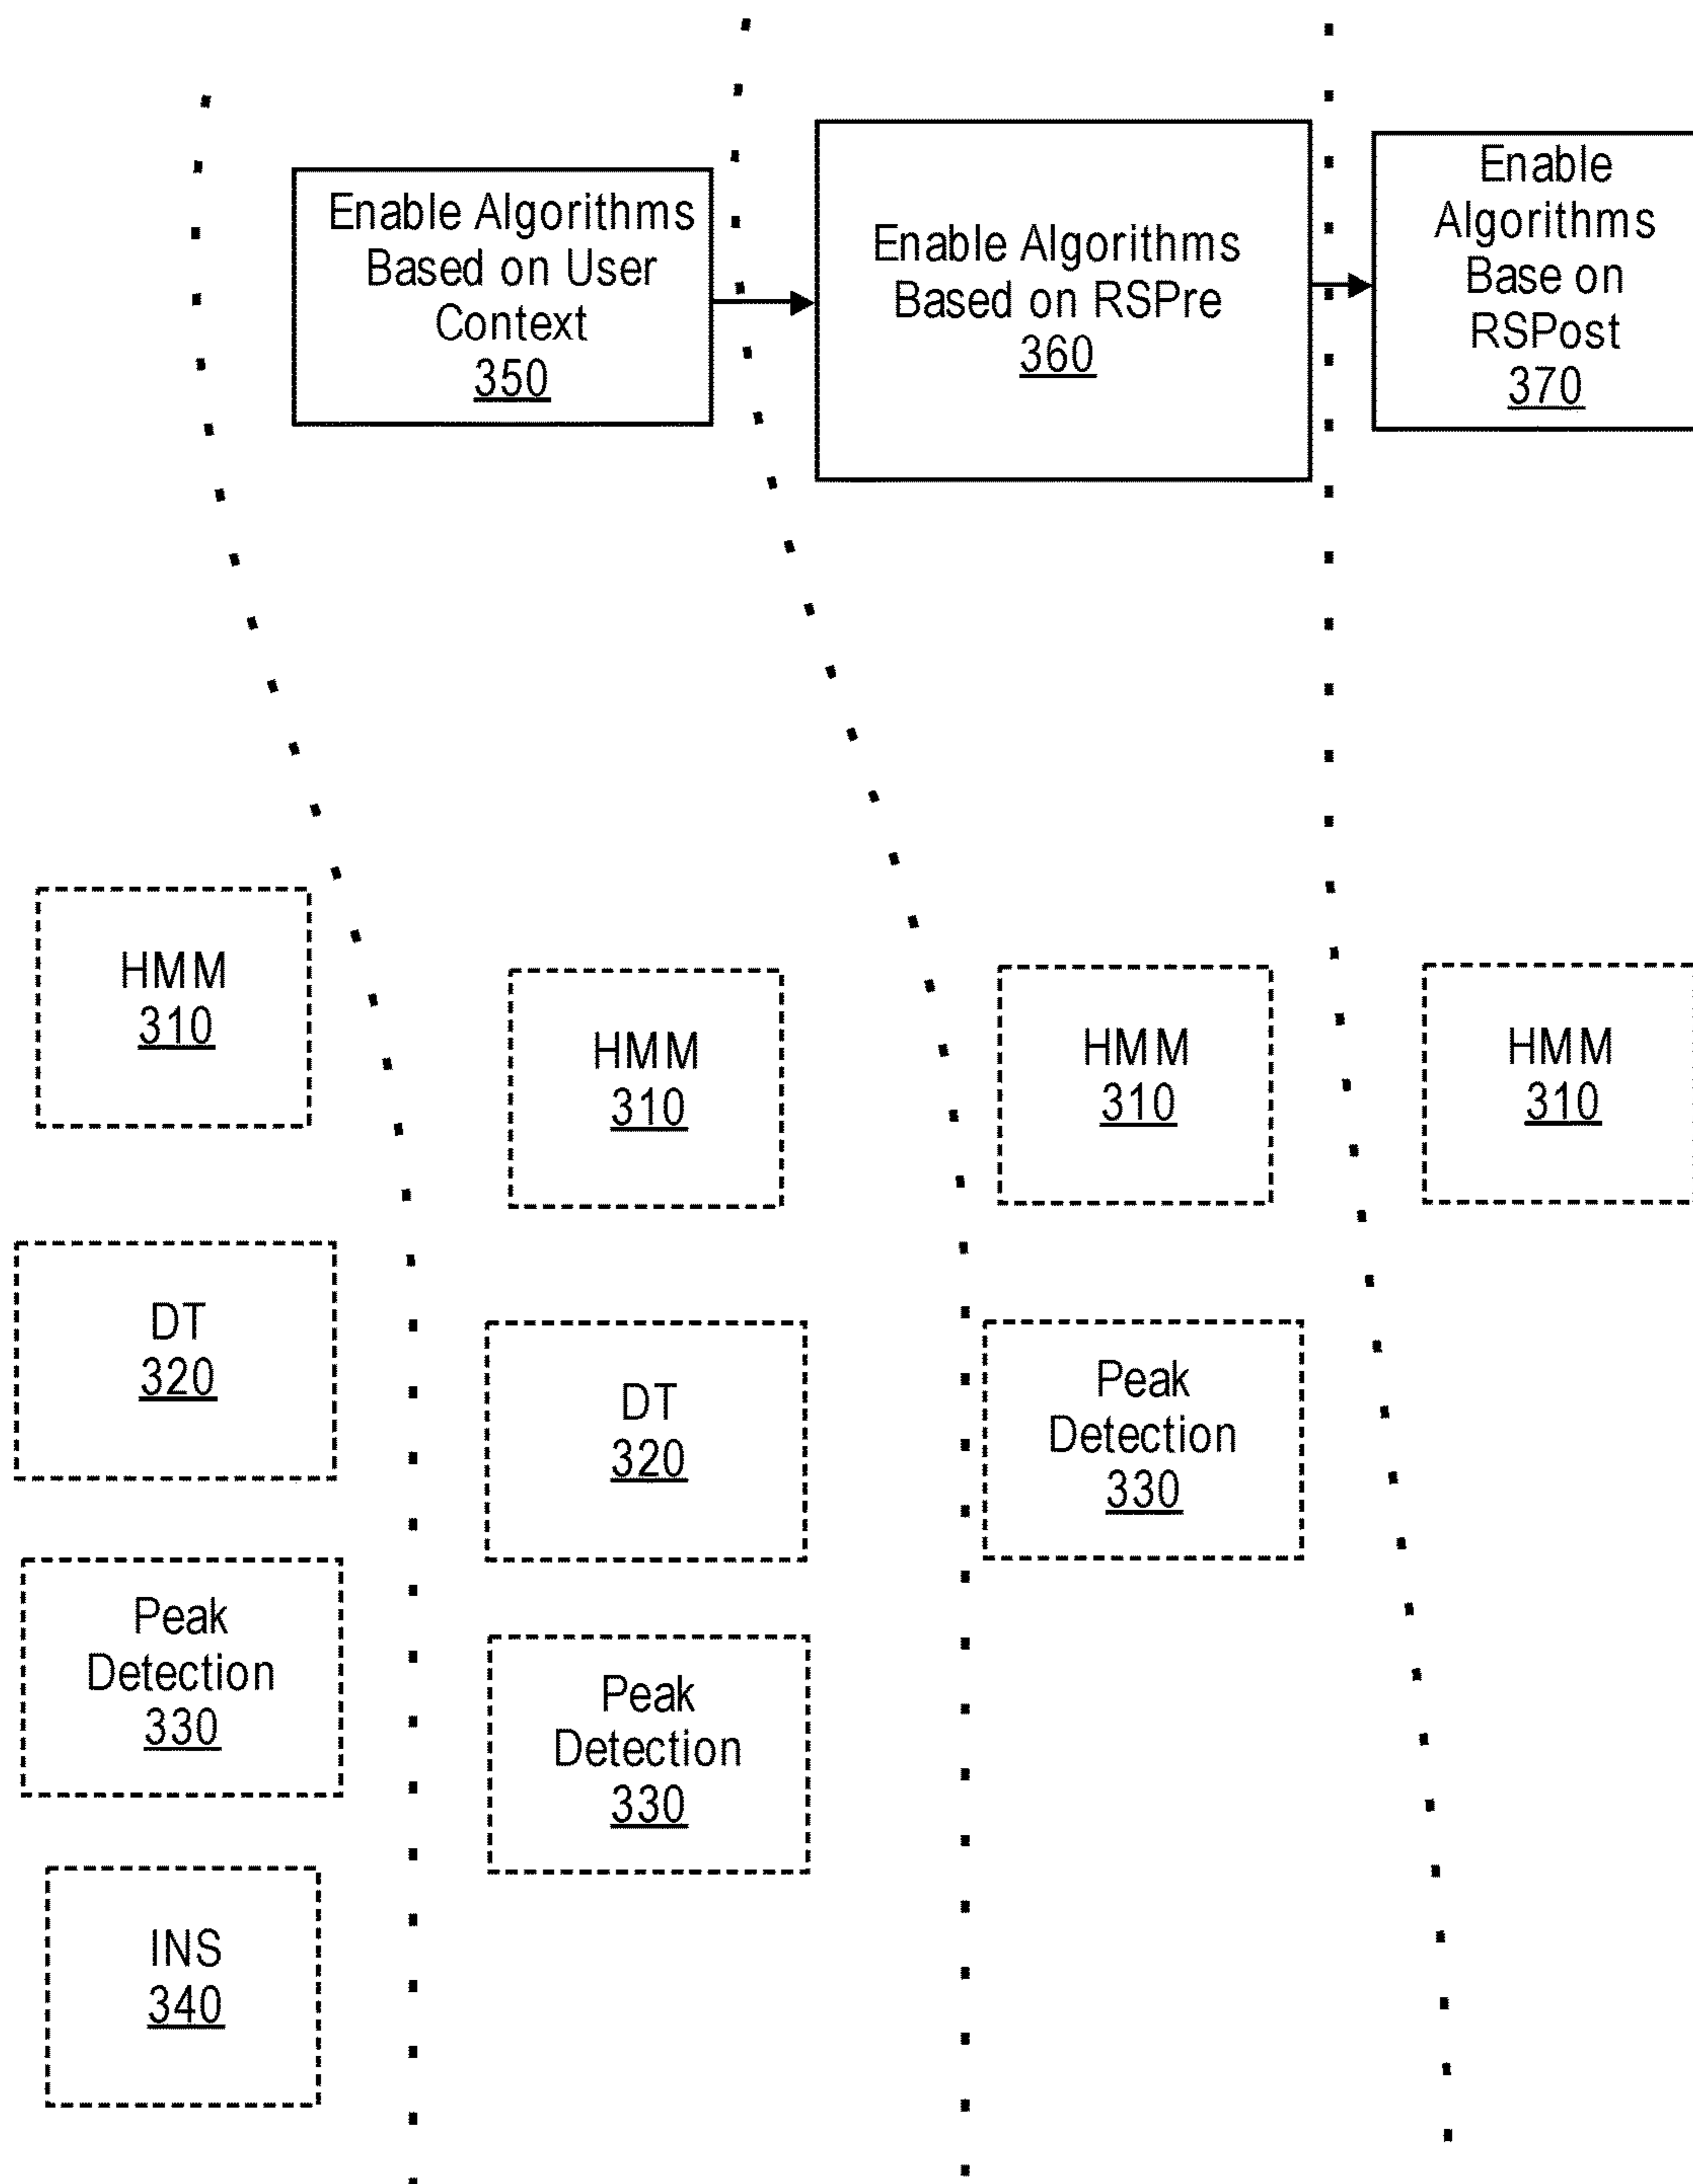 Enable Algorithms
Based on User
Context
350
Enable Algorithms
Based on RSPre
360
Enable
Algorithms
Base on
RSPost
370
HMM
310
DT
320
Peak
Detection
330
INS
340
HMM
310
DT
320
Peak
Detection
330
HMM
310
Peak
Detection
330
HMM
310